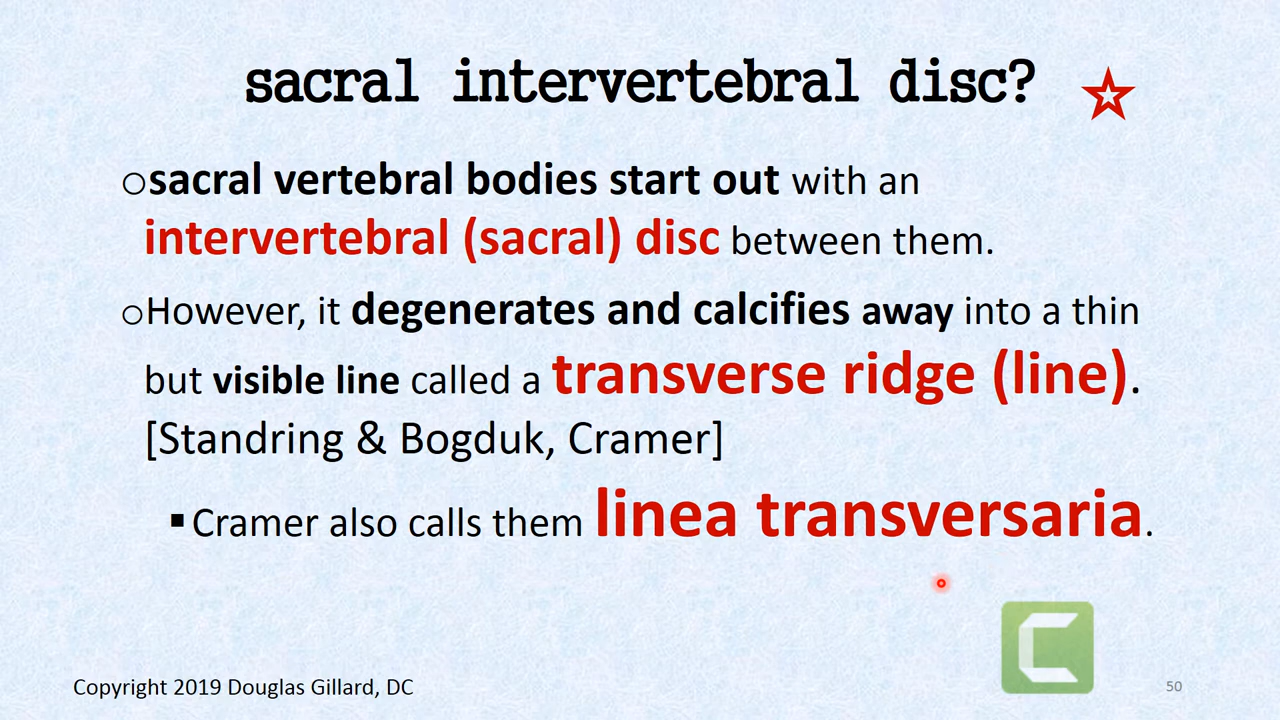 sacral intervertebral disc?
sacral vertebral bodies start out with an
intervertebral (sacral) disc between them.
However, it degenerates and calcifies away into a thin
but visible line called a transverse ridge (line).
[Standring & Bogduk, Cramer]
Cramer also calls them linea transversaria.
Copyright 2019 Douglas Gillard, DC
50